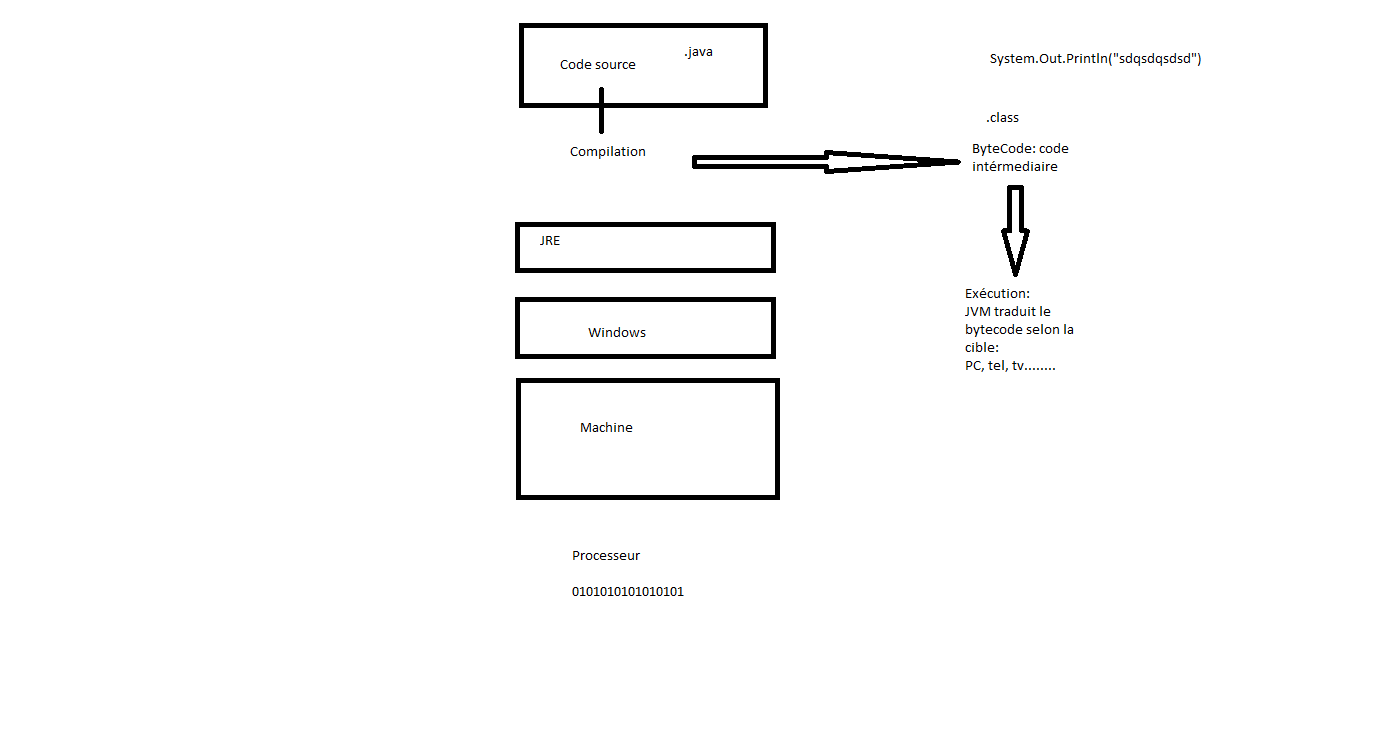 .java
Code source
System.Out.Println("sdqsdqsdsd")
.class
Compilation
ByteCode: code
intérmediaire
JRE
Windows
Exécution:
JVM traduit le
bytecode selon la
cible:
PC, tel, tv........
Machine
Processeur
0101010101010101